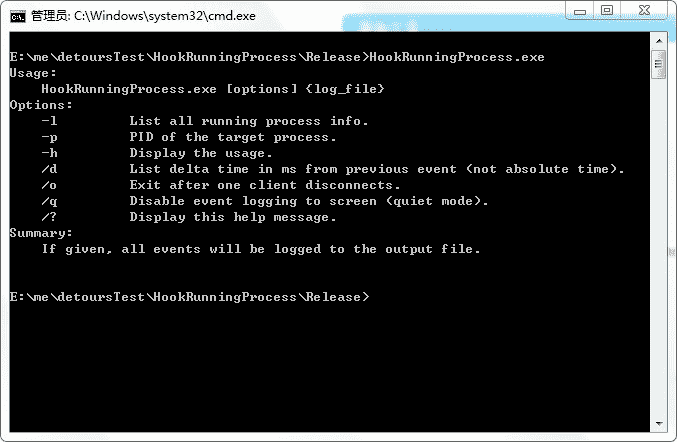 管理员: C:\Windows\system32\cmd.exe
E:\me\detoursTest\HookRunningProcess\Release>HookRunningProcess.exe
Usage:
    HookRunningProcess.exe [options] {log_file}
Options:
    -l         List all running process info.
    -p         PID of the target process.
    -h         Display the usage.
    /d         List delta time in ms from previous event (not absolute time).
    /o         Exit after one client disconnects.
    /q         Disable event logging to screen (quiet mode).
    /?         Display this help message.
Summary:
    If given, all events will be logged to the output file.
E:\me\detoursTest\HookRunningProcess\Release>